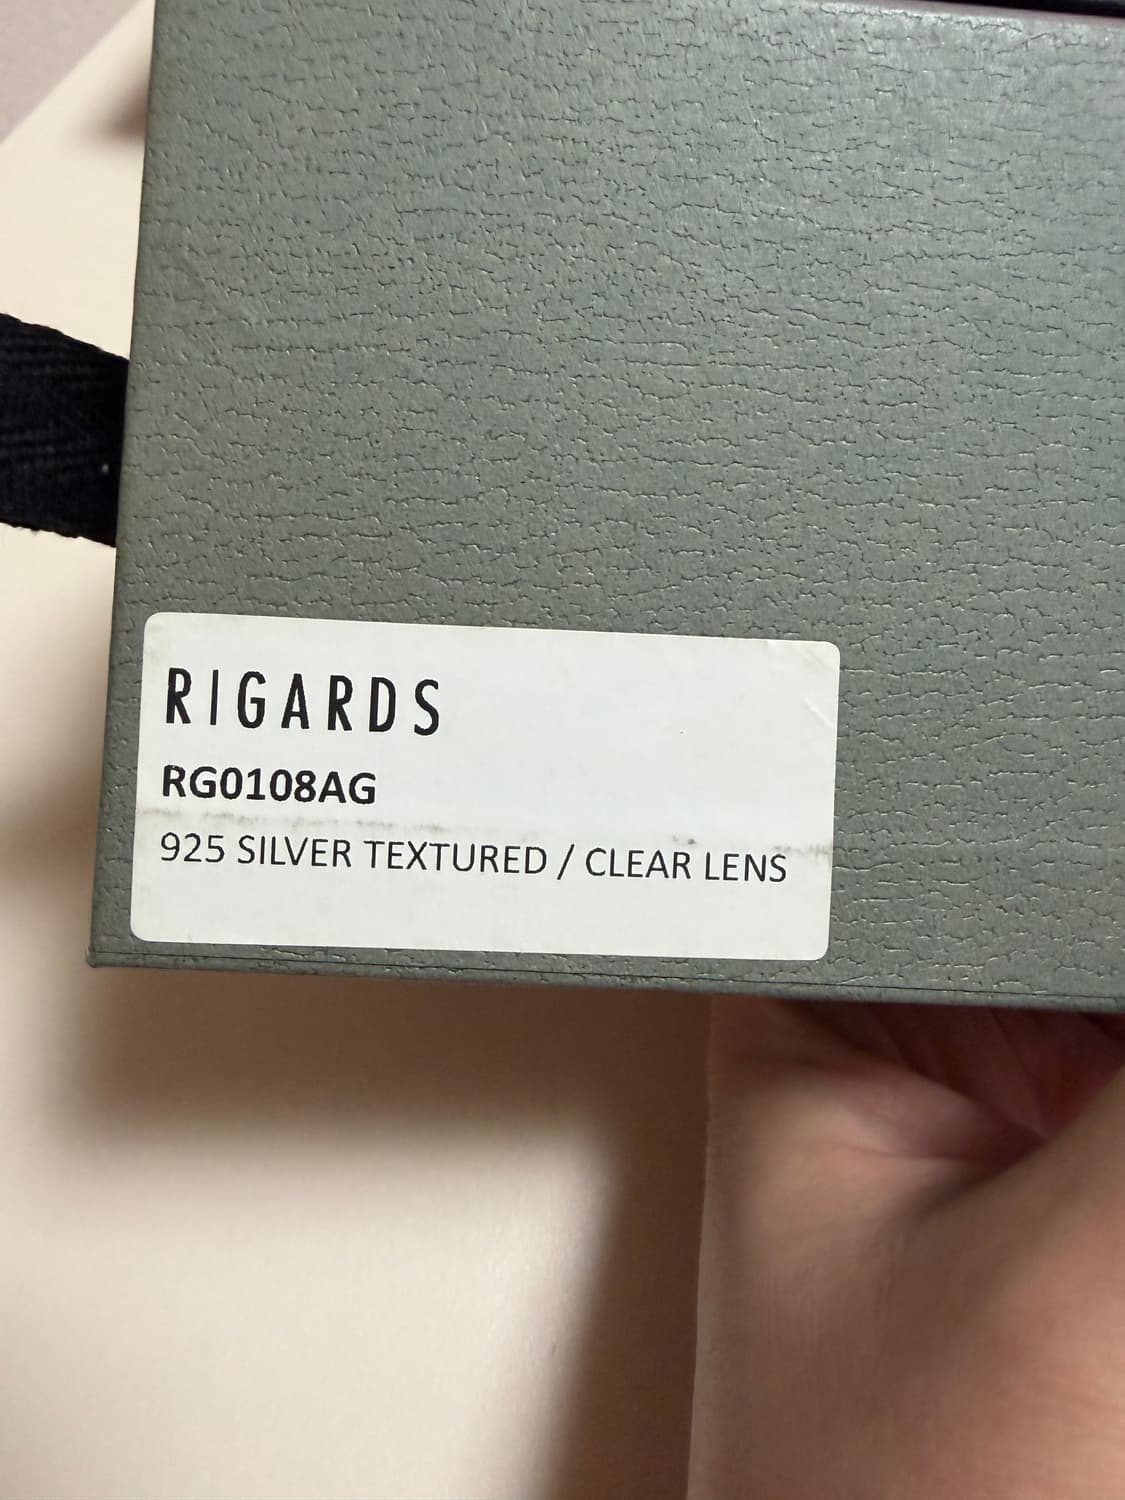 RIGARDS
RG0108AG
925 SILVER TEXTURED / CLEAR LENS